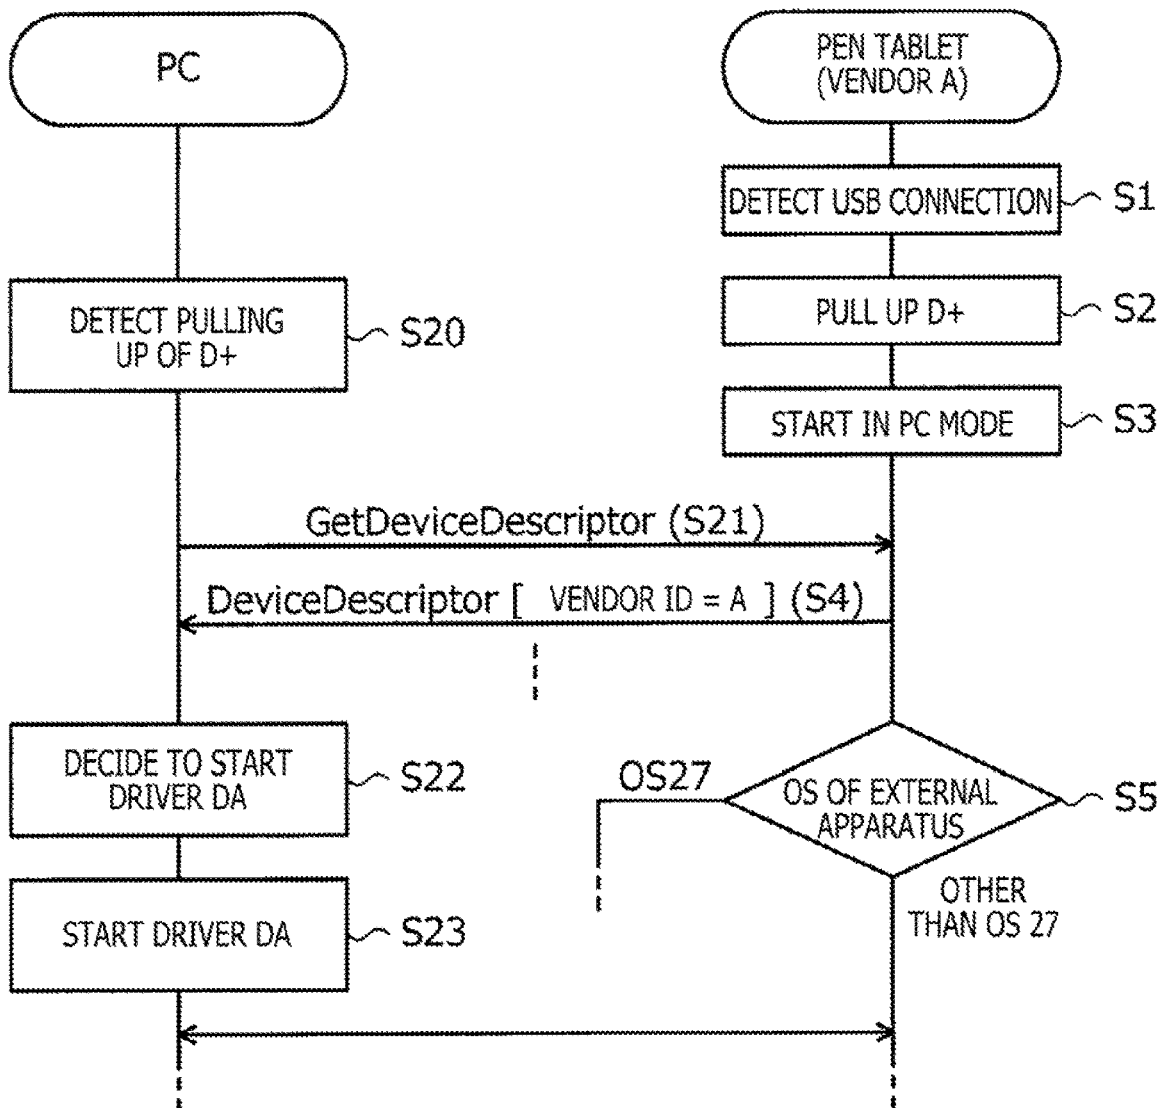 PC
PEN TABLET
(VENDOR A)
DETECT USB CONNECTION
S1
DETECT PULLING
UP OF D+
S20
PULL UP D+
S2
START IN PC MODE
S3
GetDeviceDescriptor (S21)
DeviceDescriptor [ VENDOR ID = A ] (S4)
DECIDE TO START
DRIVER DA
S22
OS27
OS OF EXTERNAL
APPARATUS
S5
START DRIVER DA
S23
OTHER
THAN OS 27